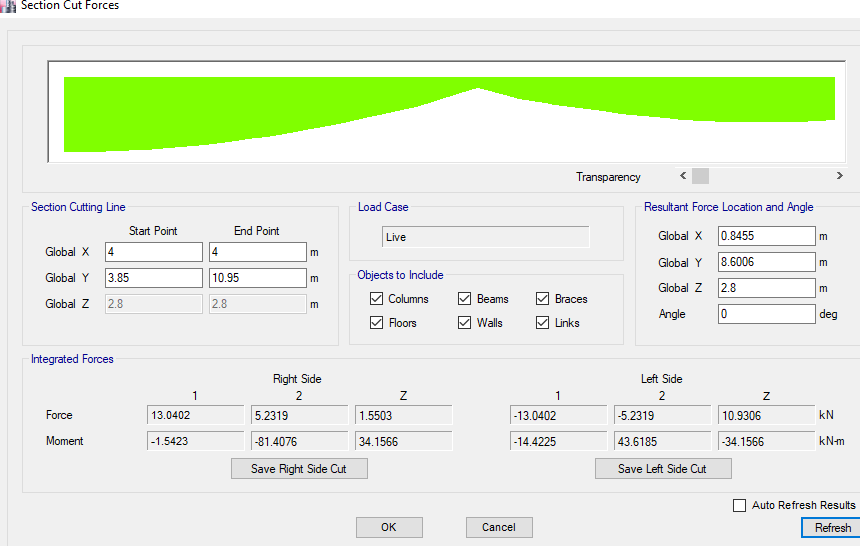 Section Cut Forces
Transparency
Section Cutting Line
Start Point End Point
Global X 4 4 m
Global Y 3.85 10.95 m
Global Z 2.8 2.8 m
Load Case
Live
Objects to Include
Columns Beams Braces
Floors Walls Links
Resultant Force Location and Angle
Global X 0.8455 m
Global Y 8.6006 m
Global Z 2.8 m
Angle 0 deg
Integrated Forces
Right Side Left Side
1 2 Z 1 2 Z
Force 13.0402 5.2319 1.5503 -13.0402 -5.2319 10.9306 kN
Moment -1.5423 -81.4076 34.1566 -14.4225 43.6185 -34.1566 kN-m
Save Right Side Cut Save Left Side Cut
Auto Refresh Results
OK Cancel Refresh